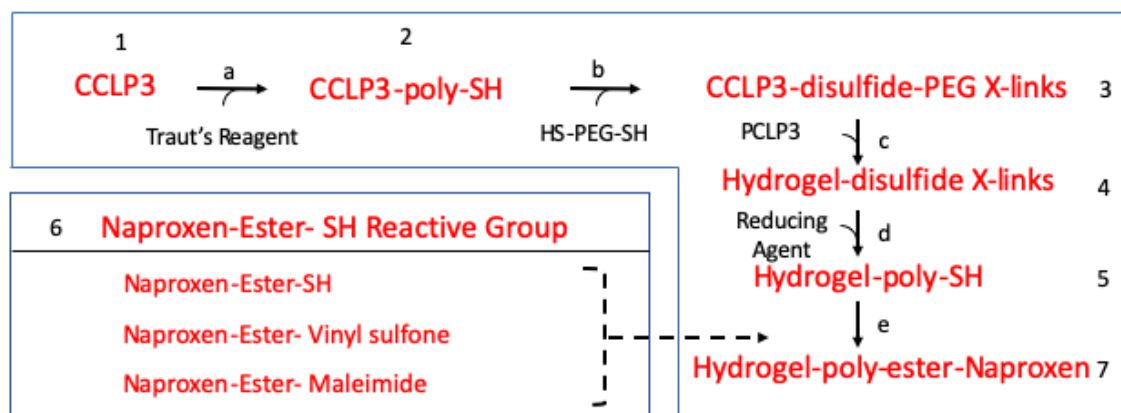 1
2
CCLP3
a
Traut's Reagent
CCLP3-poly-SH
b
HS-PEG-SH
CCLP3-disulfide-PEG X-links 3
PCLP3 c
Hydrogel-disulfide X-links 4
Reducing
Agent
d
Hydrogel-poly-SH 5
e
Hydrogel-poly-ester-Naproxen 7
6 Naproxen-Ester- SH Reactive Group
Naproxen-Ester-SH
Naproxen-Ester- Vinyl sulfone
Naproxen-Ester- Maleimide